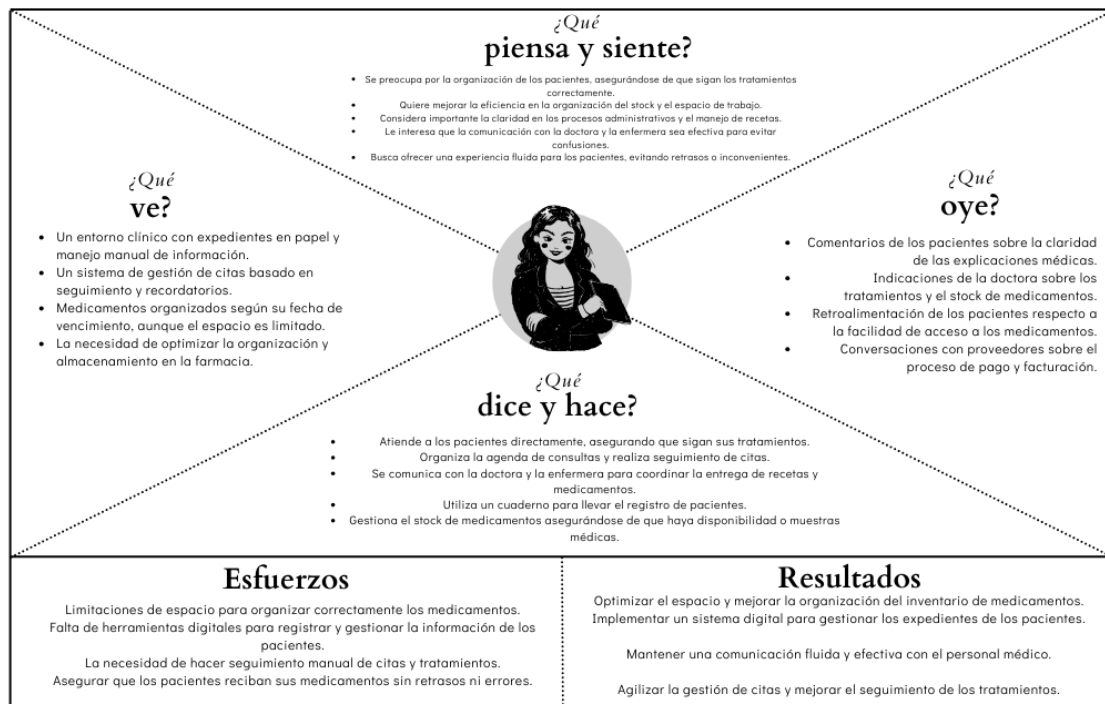 ¿Qué
piensa y siente?
• Se preocupa por la organización de los pacientes, asegurándose de que sigan los tratamientos
correctamente.
• Quiere mejorar la eficiencia en la organización del stock y el espacio de trabajo.
• Considera importante la claridad en los procesos administrativos y el manejo de recetas.
• Le interesa que la comunicación con la doctora y la enfermera sea efectiva para evitar
confusiones.
• Busca ofrecer una experiencia fluida para los pacientes, evitando retrasos o inconvenientes.
¿Qué
ve?
• Un entorno clínico con expedientes en papel y
manejo manual de información.
• Un sistema de gestión de citas basado en
seguimiento y recordatorios.
• Medicamentos organizados según su fecha de
vencimiento, aunque el espacio es limitado.
• La necesidad de optimizar la organización y
almacenamiento en la farmacia.
¿Qué
oye?
• Comentarios de los pacientes sobre la claridad
de las explicaciones médicas.
• Indicaciones de la doctora sobre los
tratamientos y el stock de medicamentos.
• Retroalimentación de los pacientes respecto a
la facilidad de acceso a los medicamentos.
• Conversaciones con proveedores sobre el
proceso de pago y facturación.
¿Qué
dice y hace?
• Atiende a los pacientes directamente, asegurando que sigan sus tratamientos.
• Organiza la agenda de consultas y realiza seguimiento de citas.
• Se comunica con la doctora y la enfermera para coordinar la entrega de recetas y
medicamentos.
• Utiliza un cuaderno para llevar el registro de pacientes.
• Gestiona el stock de medicamentos asegurándose de que haya disponibilidad o muestras
médicas.
Esfuerzos
Limitaciones de espacio para organizar correctamente los medicamentos.
Falta de herramientas digitales para registrar y gestionar la información de los
pacientes.
La necesidad de hacer seguimiento manual de citas y tratamientos.
Asegurar que los pacientes reciban sus medicamentos sin retrasos ni errores.
Resultados
Optimizar el espacio y mejorar la organización del inventario de medicamentos.
Implementar un sistema digital para gestionar los expedientes de los pacientes.
Mantener una comunicación fluida y efectiva con el personal médico.
Agilizar la gestión de citas y mejorar el seguimiento de los tratamientos.